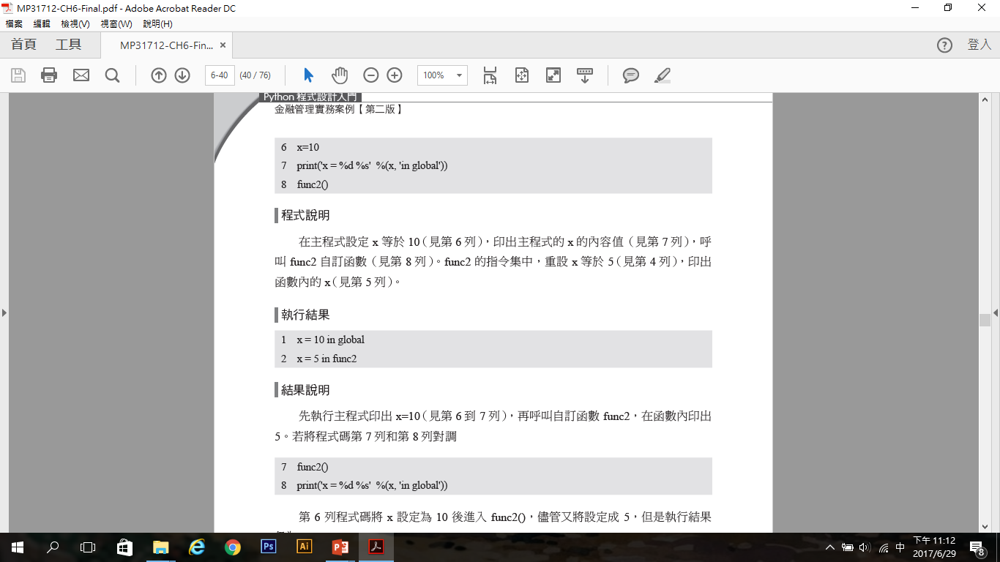 MP31712-CH6-Final.pdf - Adobe Acrobat Reader DC
檔案 編輯 檢視(V) 視窗(W) 說明(H)
首頁 工具 MP31712-CH6-Fin... × 登入
6-40 (40 / 76) 100%
Python 程式設計入門
金融管理實務案例【第二版】
6 x=10
7 print('x = %d %s' %(x, 'in global'))
8 func2()
程式說明
在主程式設定 x 等於 10（見第 6 列），印出主程式的 x 的內容值（見第 7 列），呼
叫 func2 自訂函數（見第 8 列）。func2 的指令集中，重設 x 等於 5（見第 4 列），印出
函數內的 x（見第 5 列）。
執行結果
1 x = 10 in global
2 x = 5 in func2
結果說明
先執行主程式印出 x=10（見第 6 到 7 列），再呼叫自訂函數 func2，在函數內印出
5。若將程式碼第 7 列和第 8 列對調
7 func2()
8 print('x = %d %s' %(x, 'in global'))
第 6 列程式碼將 x 設定為 10 後進入 func2()，儘管又將設定成 5，但是執行結果
Ps Ai 中 下午 11:12
2017/6/29 8